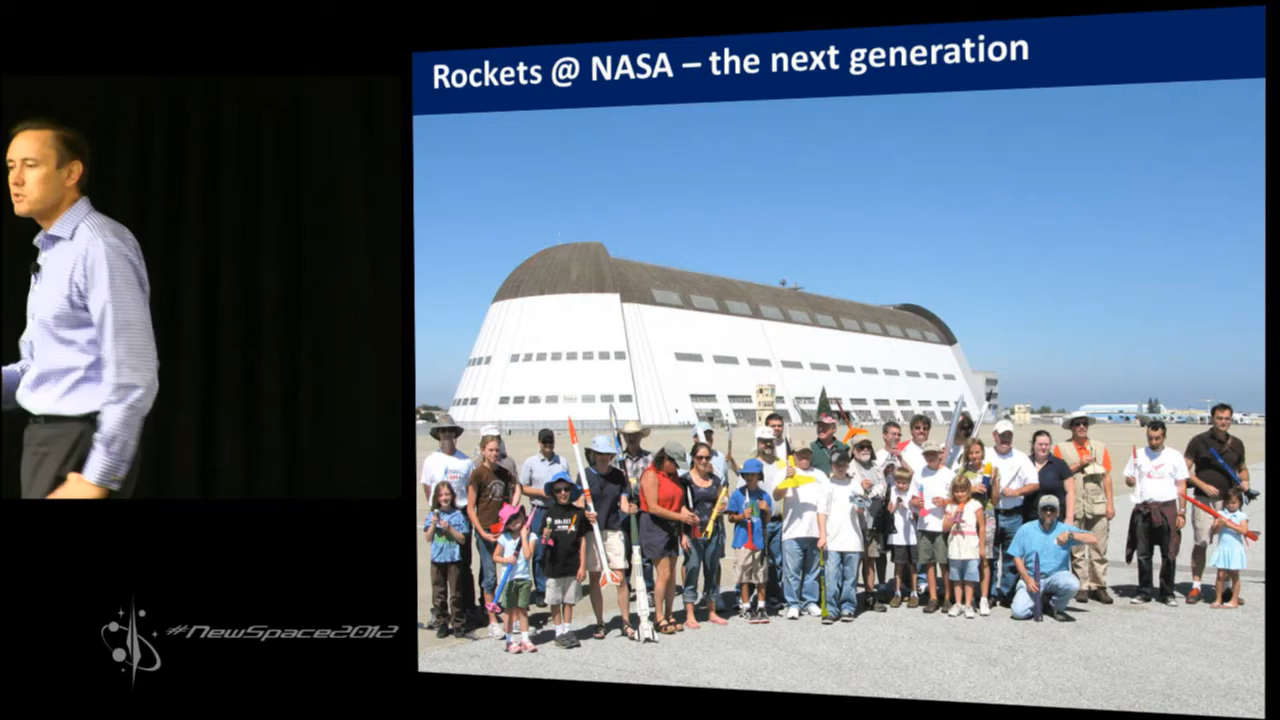 Rockets @ NASA – the next generation
#NewSpace2012